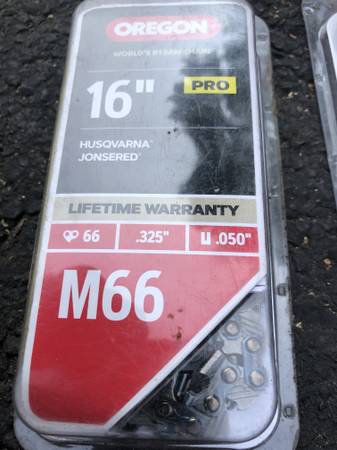 OREGON
WORLD'S #1 SAW CHAIN
16" PRO
HUSQVARNA®
JONSERED®
LIFETIME WARRANTY
66 .325" .050"
M66